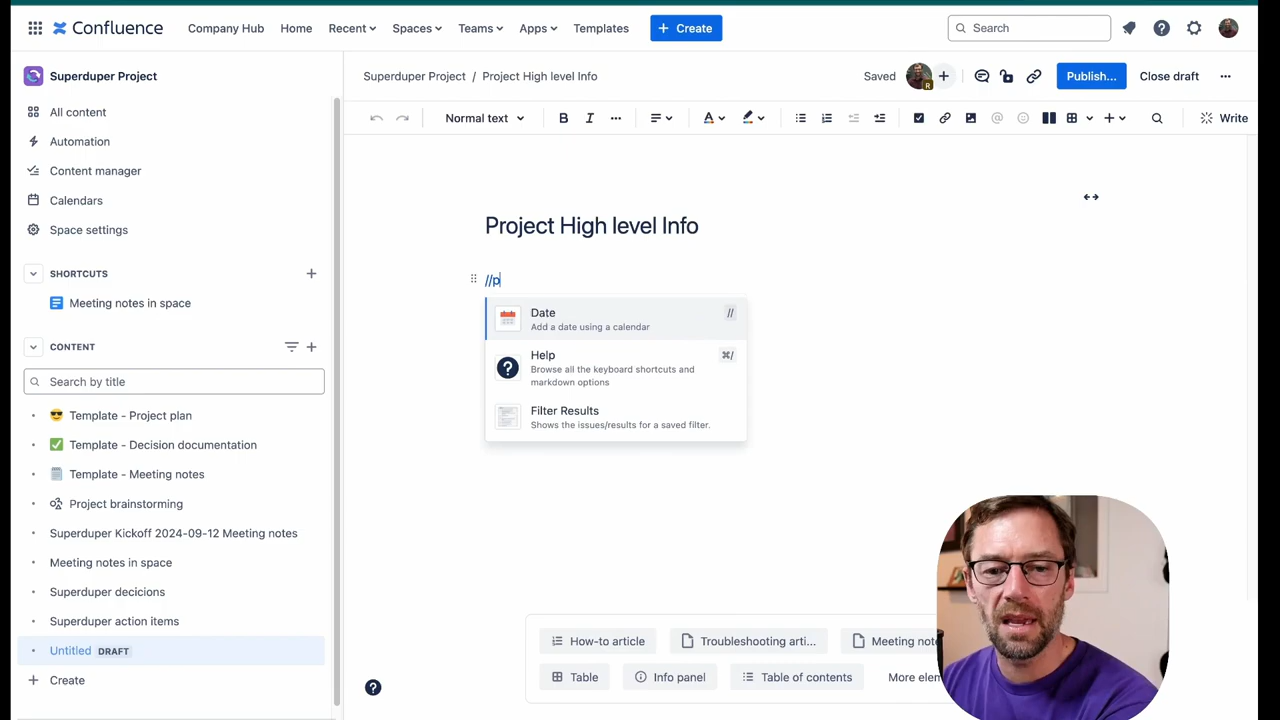 Confluence
Company Hub
Home
Recent
Spaces
Teams
Apps
Templates
+ Create
Search
Superduper Project
All content
Automation
Content manager
Calendars
Space settings
SHORTCUTS
Meeting notes in space
CONTENT
Search by title
Template - Project plan
Template - Decision documentation
Template - Meeting notes
Project brainstorming
Superduper Kickoff 2024-09-12 Meeting notes
Meeting notes in space
Superduper decicions
Superduper action items
Untitled DRAFT
+ Create
Superduper Project / Project High level Info
Saved
R
Publish...
Close draft
Normal text
B
I
A
Write
Project High level Info
//p
Date
//
Add a date using a calendar
Help
⌘/
Browse all the keyboard shortcuts and
markdown options
Filter Results
Shows the issues/results for a saved filter.
How-to article
Troubleshooting arti...
Meeting
Table
Info panel
Table of contents
More